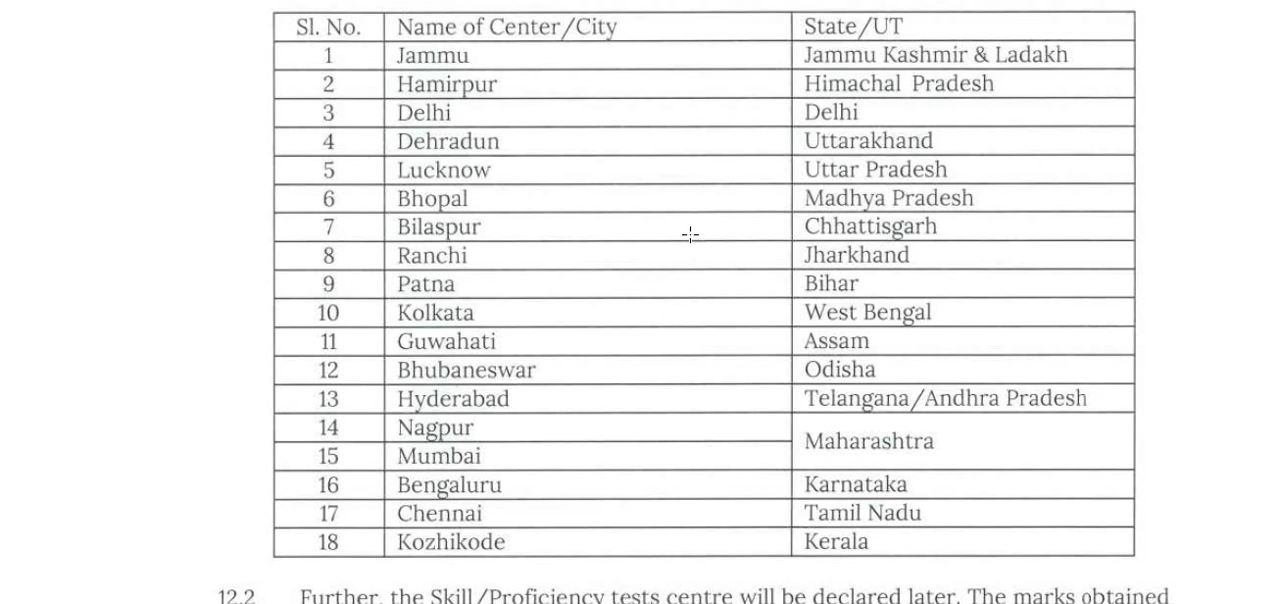 Sl. No. Name of Center/City State/UT
1 Jammu Jammu Kashmir & Ladakh
2 Hamirpur Himachal Pradesh
3 Delhi Delhi
4 Dehradun Uttarakhand
5 Lucknow Uttar Pradesh
6 Bhopal Madhya Pradesh
7 Bilaspur Chhattisgarh
8 Ranchi Jharkhand
9 Patna Bihar
10 Kolkata West Bengal
11 Guwahati Assam
12 Bhubaneswar Odisha
13 Hyderabad Telangana/Andhra Pradesh
14 Nagpur
Maharashtra
15 Mumbai
16 Bengaluru Karnataka
17 Chennai Tamil Nadu
18 Kozhikode Kerala
12.2 Further, the Skill/Proficiency tests centre will be declared later. The marks obtained